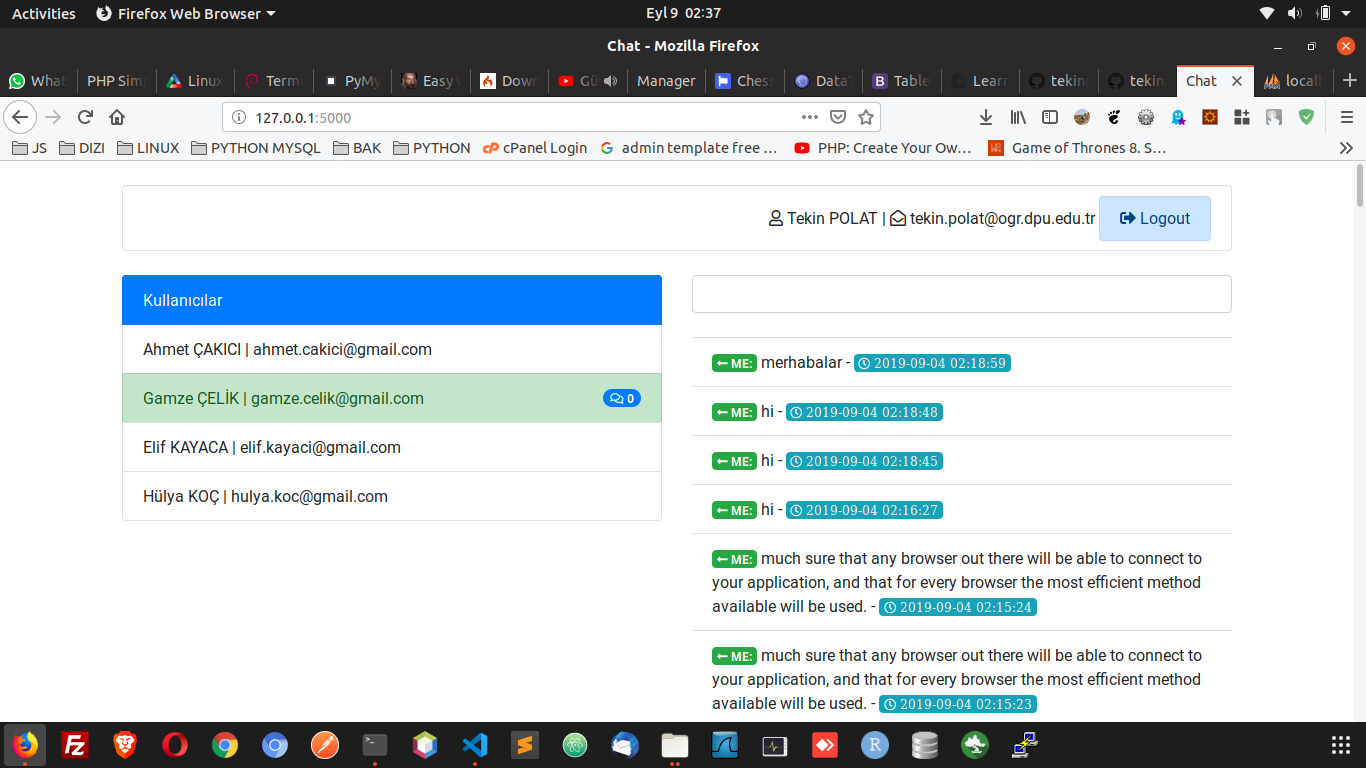 Activities Firefox Web Browser Eyl 9 02:37
Chat - Mozilla Firefox
What PHP Sim Linux Termi PyMy Easy Down Gü Manager Chess Data Table Learn tekin tekin Chat local
127.0.0.1:5000
JS DIZI LINUX PYTHON MYSQL BAK PYTHON cPanel Login admin template free ... PHP: Create Your Ow... Game of Thrones 8. S...
Tekin POLAT | tekin.polat@ogr.dpu.edu.tr Logout
Kullanıcılar
Ahmet ÇAKICI | ahmet.cakici@gmail.com
Gamze ÇELİK | gamze.celik@gmail.com 0
Elif KAYACA | elif.kayaci@gmail.com
Hülya KOÇ | hulya.koc@gmail.com
ME: merhabalar - 2019-09-04 02:18:59
ME: hi - 2019-09-04 02:18:48
ME: hi - 2019-09-04 02:18:45
ME: hi - 2019-09-04 02:16:27
ME: much sure that any browser out there will be able to connect to
your application, and that for every browser the most efficient method
available will be used. - 2019-09-04 02:15:24
ME: much sure that any browser out there will be able to connect to
your application, and that for every browser the most efficient method
available will be used. - 2019-09-04 02:15:23